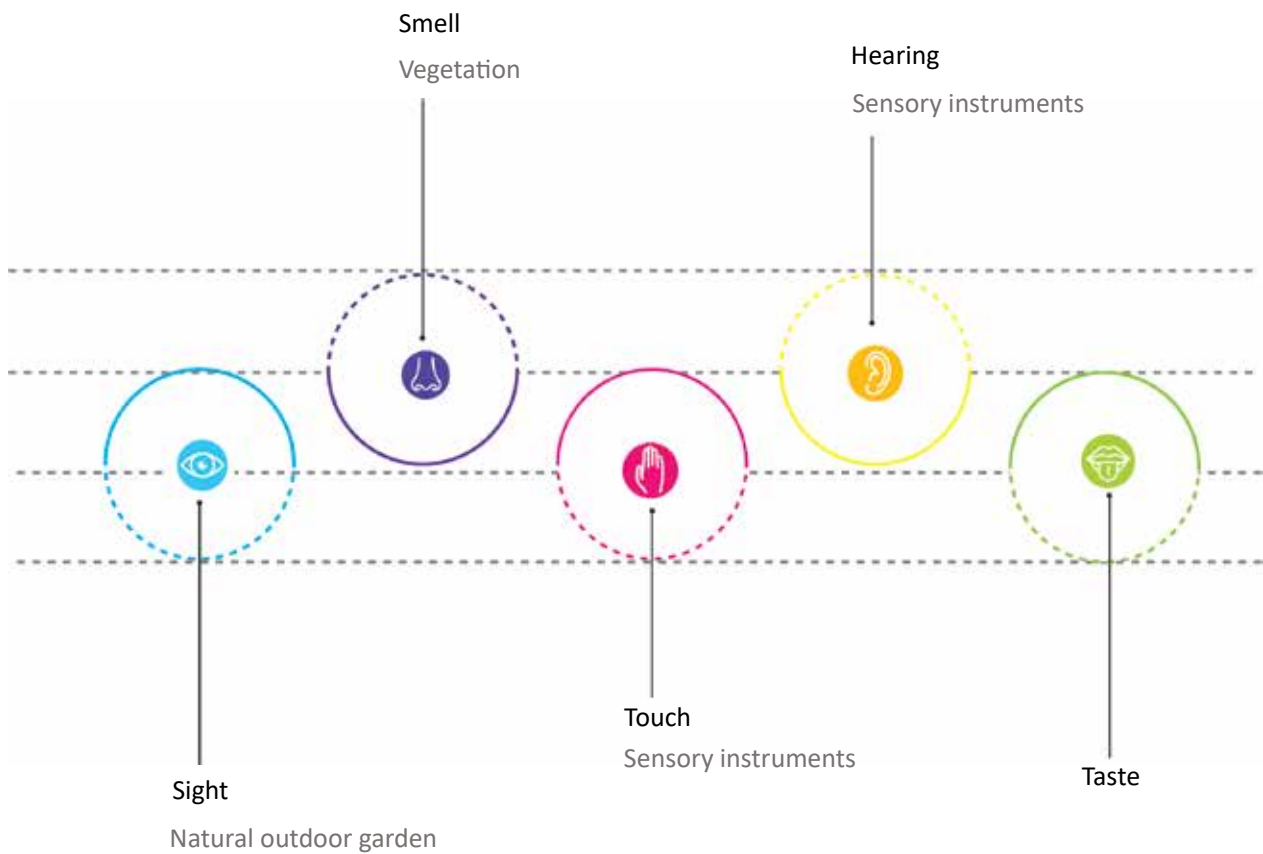 Smell
Vegetation
Hearing
Sensory instruments
Touch
Sensory instruments
Sight
Natural outdoor garden
Taste